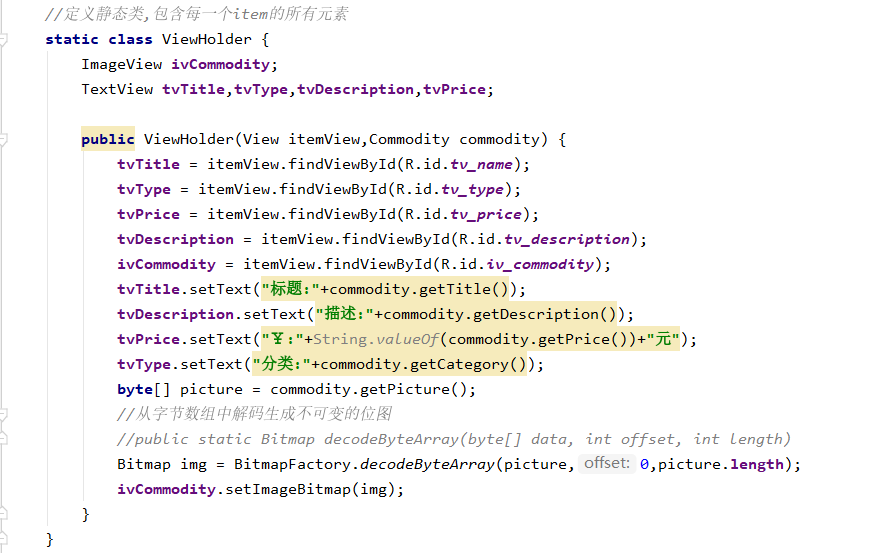 //定义静态类,包含每一个item的所有元素
static class ViewHolder {
ImageView ivCommodity;
TextView tvTitle,tvType,tvDescription,tvPrice;
public ViewHolder(View itemView,Commodity commodity) {
tvTitle = itemView.findViewById(R.id.tv_name);
tvType = itemView.findViewById(R.id.tv_type);
tvPrice = itemView.findViewById(R.id.tv_price);
tvDescription = itemView.findViewById(R.id.tv_description);
ivCommodity = itemView.findViewById(R.id.iv_commodity);
tvTitle.setText("标题:"+commodity.getTitle());
tvDescription.setText("描述:"+commodity.getDescription());
tvPrice.setText("￥:"+String.valueOf(commodity.getPrice())+"元");
tvType.setText("分类:"+commodity.getCategory());
byte[] picture = commodity.getPicture();
//从字节数组中解码生成不可变的位图
//public static Bitmap decodeByteArray(byte[] data, int offset, int length)
Bitmap img = BitmapFactory.decodeByteArray(picture, offset: 0,picture.length);
ivCommodity.setImageBitmap(img);
}
}